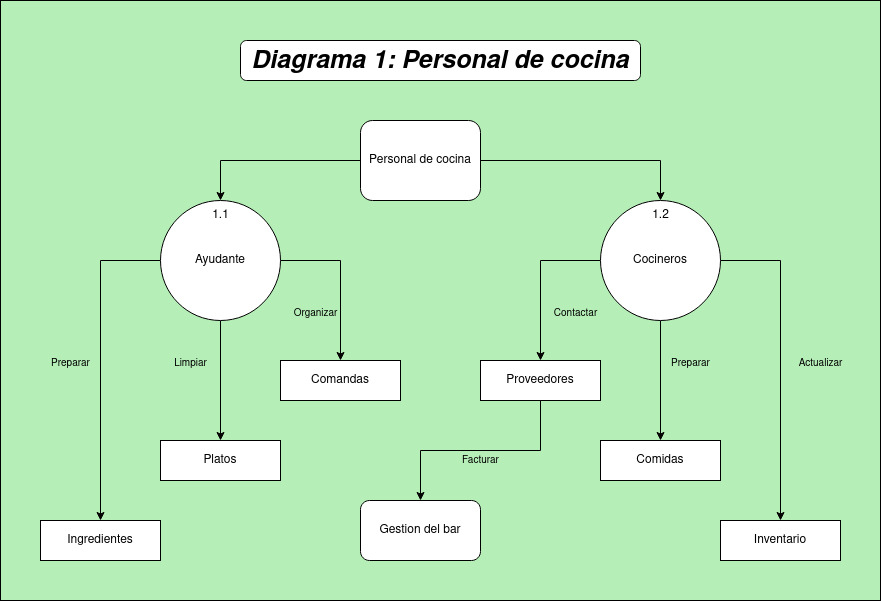 Diagrama 1: Personal de cocina
Personal de cocina
1.1
Ayudante
1.2
Cocineros
Organizar
Contactar
Preparar
Limpiar
Preparar
Actualizar
Comandas
Proveedores
Platos
Facturar
Comidas
Ingredientes
Gestion del bar
Inventario